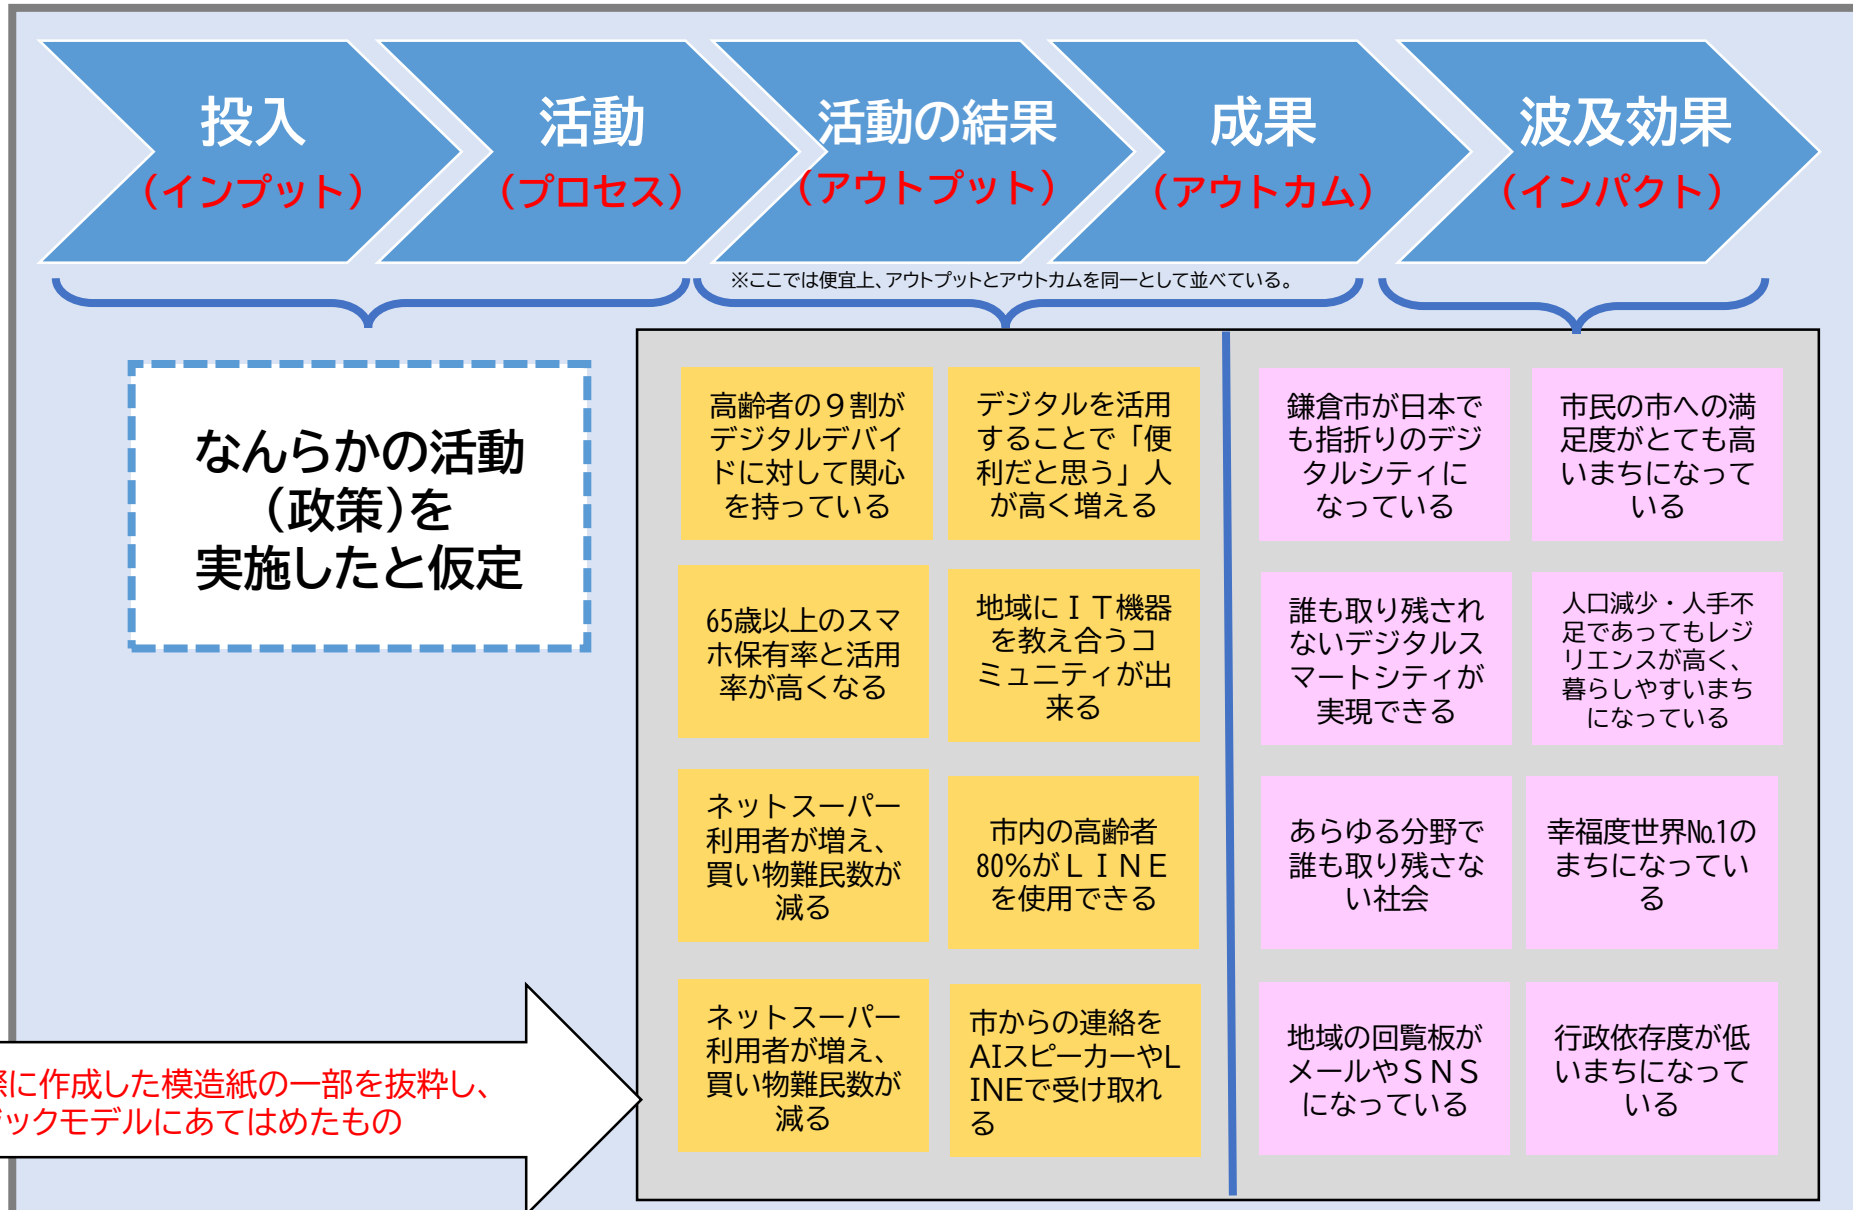 投入
（インプット）
活動
（プロセス）
活動の結果
（アウトプット）
成果
（アウトカム）
波及効果
（インパクト）
※ここでは便宜上、アウトプットとアウトカムを同一として並べている。
なんらかの活動
（政策）を
実施したと仮定
高齢者の９割が
デジタルデバイ
ドに対して関心
を持っている
デジタルを活用
することで「便
利だと思う」人
が高く増える
鎌倉市が日本で
も指折りのデジ
タルシティに
なっている
市民の市への満
足度がとても高
いまちになって
いる
65歳以上のスマ
ホ保有率と活用
率が高くなる
地域にＩＴ機器
を教え合うコ
ミュニティが出
来る
誰も取り残され
ないデジタルス
マートシティが
実現できる
人口減少・人手不
足であってもレジ
リエンスが高く、
暮らしやすいまち
になっている
ネットスーパー
利用者が増え、
買い物難民数が
減る
市内の高齢者
80%がＬＩＮＥ
を使用できる
あらゆる分野で
誰も取り残さな
い社会
幸福度世界№1の
まちになってい
る
ネットスーパー
利用者が増え、
買い物難民数が
減る
市からの連絡を
AIスピーカーやL
INEで受け取れ
る
地域の回覧板が
メールやＳＮＳ
になっている
行政依存度が低
いまちになって
いる
に作成した模造紙の一部を抜粋し、
ックモデルにあてはめたもの